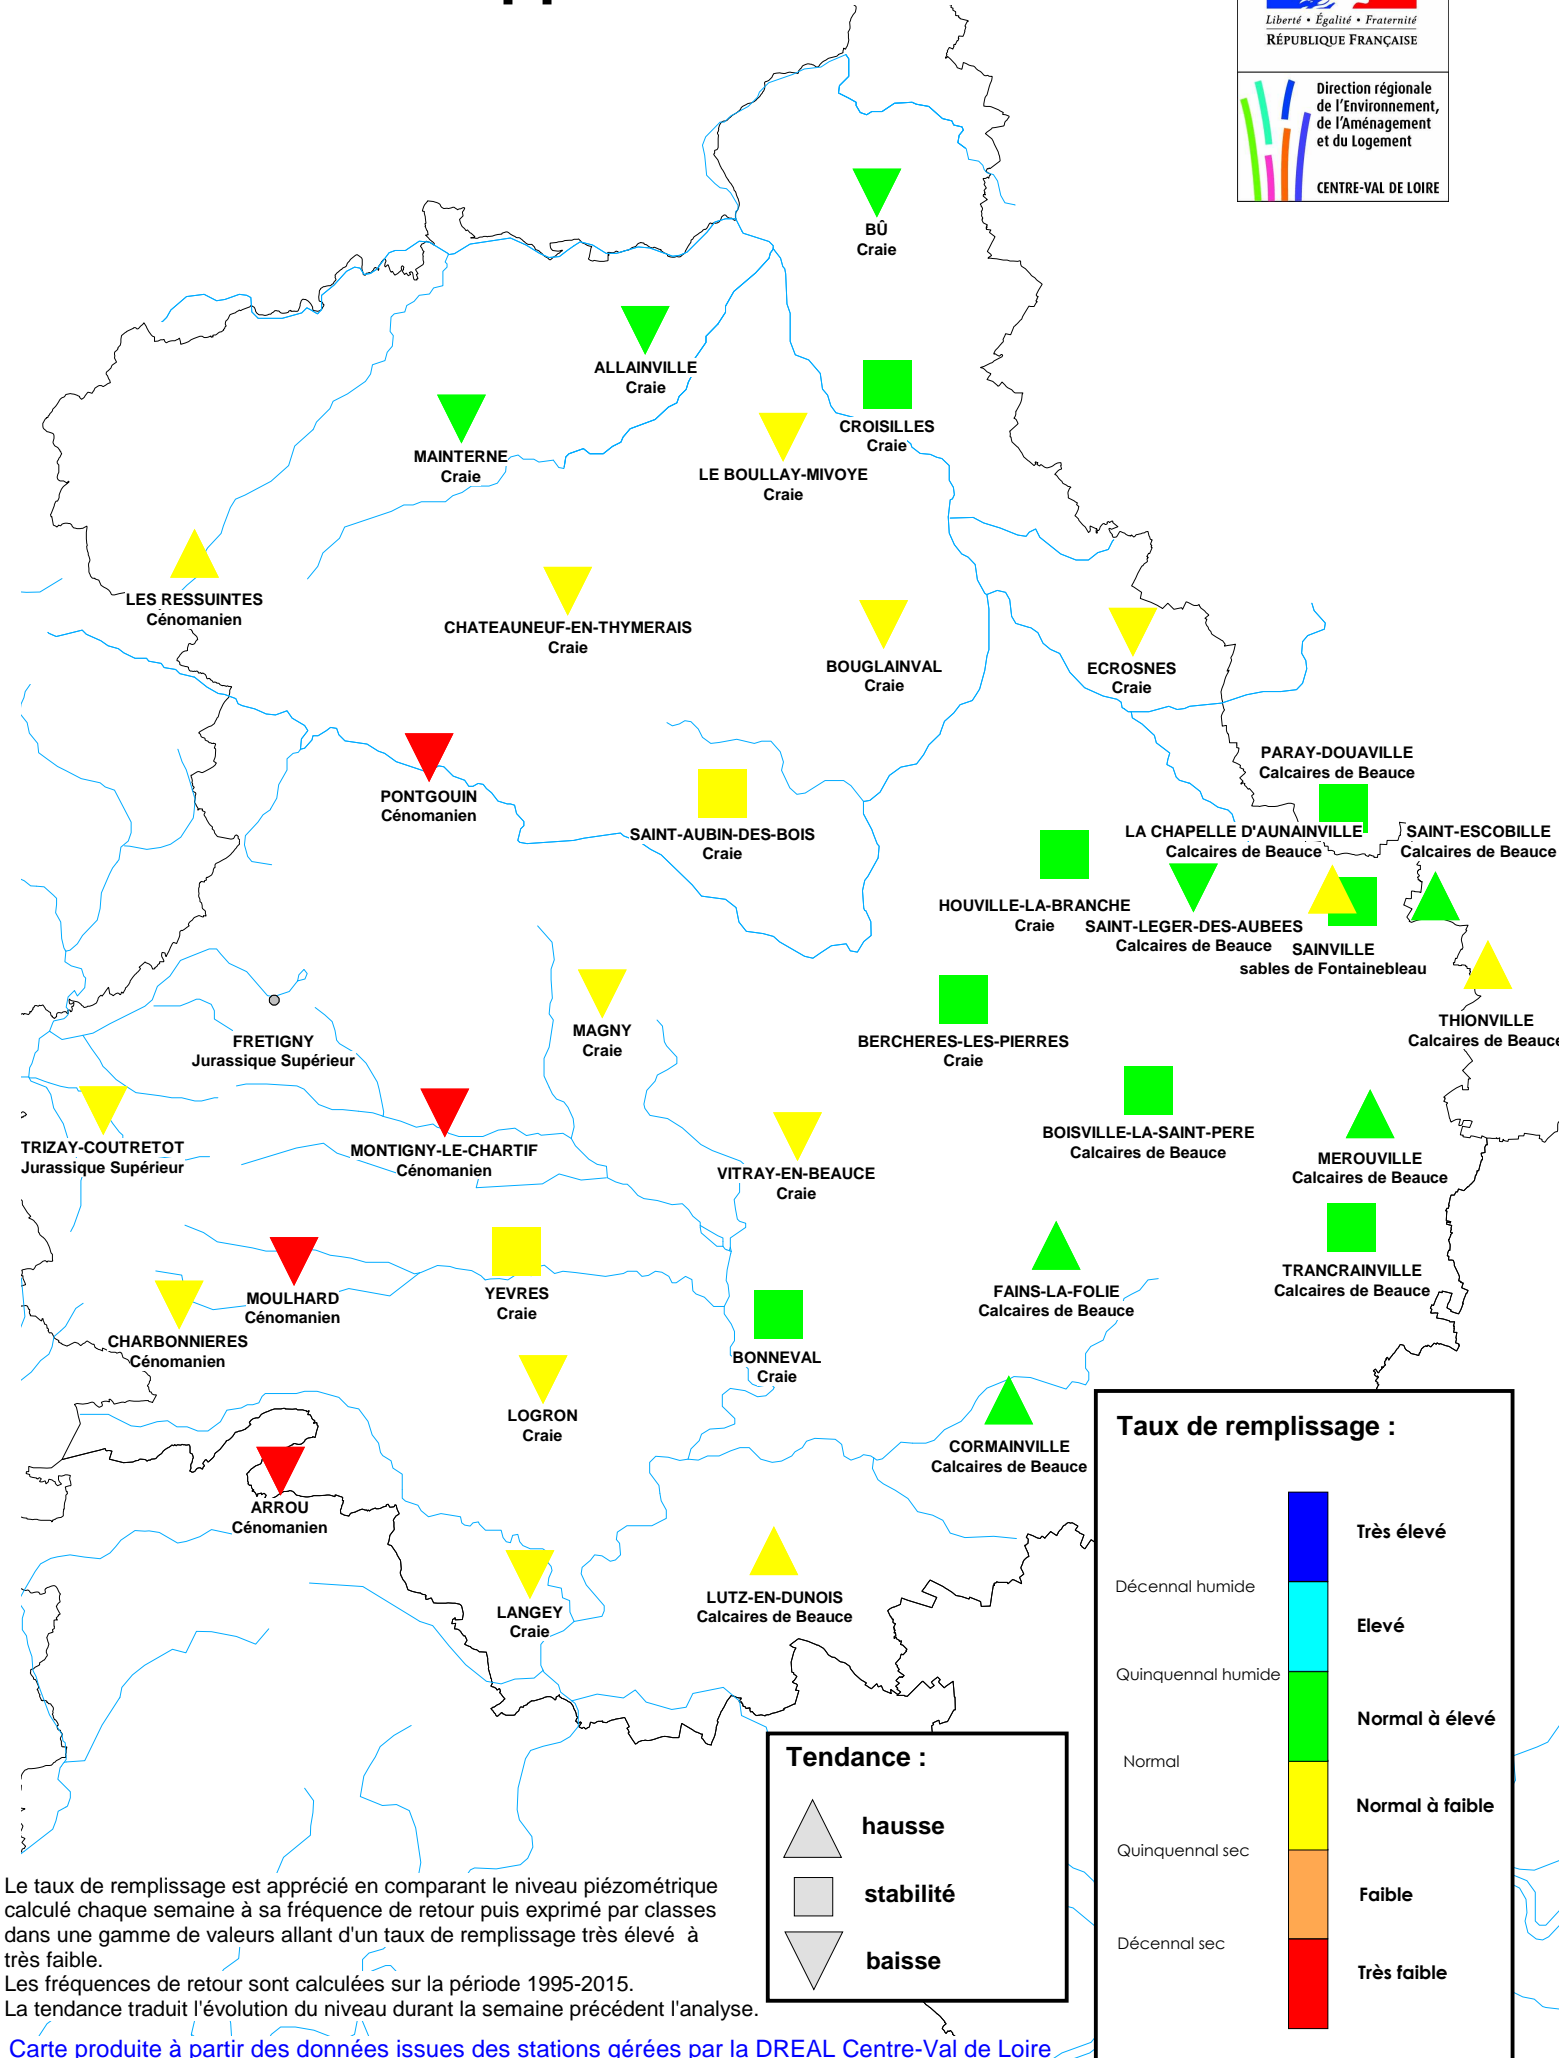 Liberté • Égalité • Fraternité
RÉPUBLIQUE FRANÇAISE
Direction régionale
de l'Environnement,
de l'Aménagement
et du Logement
CENTRE-VAL DE LOIRE
BÛ
Craie
ALLAINVILLE
Craie
CROISILLES
Craie
MAINTERNE
Craie
LE BOULLAY-MIVOYE
Craie
LES RESSUINTES
Cénomanien
CHATEAUNEUF-EN-THYMERAIS
Craie
BOUGLAINVAL
Craie
ECROSNES
Craie
PARAY-DOUAVILLE
Calcaires de Beauce
PONTGOUIN
Cénomanien
SAINT-AUBIN-DES-BOIS
Craie
LA CHAPELLE D'AUNAINVILLE
Calcaires de Beauce
SAINT-ESCOBILLE
Calcaires de Beauce
HOUVILLE-LA-BRANCHE
Craie
SAINT-LEGER-DES-AUBEES
Calcaires de Beauce
SAINVILLE
sables de Fontainebleau
THIONVILLE
Calcaires de Beauce
FRETIGNY
Jurassique Supérieur
MAGNY
Craie
BERCHERES-LES-PIERRES
Craie
TRIZAY-COUTRETOT
Jurassique Supérieur
MONTIGNY-LE-CHARTIF
Cénomanien
VITRAY-EN-BEAUCE
Craie
BOISVILLE-LA-SAINT-PERE
Calcaires de Beauce
MEROUVILLE
Calcaires de Beauce
MOULHARD
Cénomanien
YEVRES
Craie
FAINS-LA-FOLIE
Calcaires de Beauce
TRANCRAINVILLE
Calcaires de Beauce
CHARBONNIERES
Cénomanien
BONNEVAL
Craie
LOGRON
Craie
CORMAINVILLE
Calcaires de Beauce
ARROU
Cénomanien
LANGEY
Craie
LUTZ-EN-DUNOIS
Calcaires de Beauce
Taux de remplissage :
Très élevé
Décennal humide
Elevé
Quinquennal humide
Normal à élevé
Normal
Normal à faible
Quinquennal sec
Faible
Décennal sec
Très faible
Tendance :
hausse
stabilité
baisse
Le taux de remplissage est apprécié en comparant le niveau piézométrique
calculé chaque semaine à sa fréquence de retour puis exprimé par classes
dans une gamme de valeurs allant d'un taux de remplissage très élevé à
très faible.
Les fréquences de retour sont calculées sur la période 1995-2015.
La tendance traduit l'évolution du niveau durant la semaine précédent l'analyse.
Carte produite à partir des données issues des stations gérées par la DREAL Centre-Val de Loire